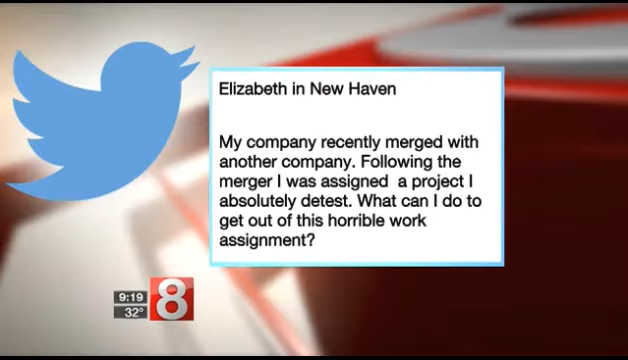 Elizabeth in New Haven
My company recently merged with
another company. Following the
merger I was assigned a project I
absolutely detest. What can I do to
get out of this horrible work
assignment?
9:19
32°
8